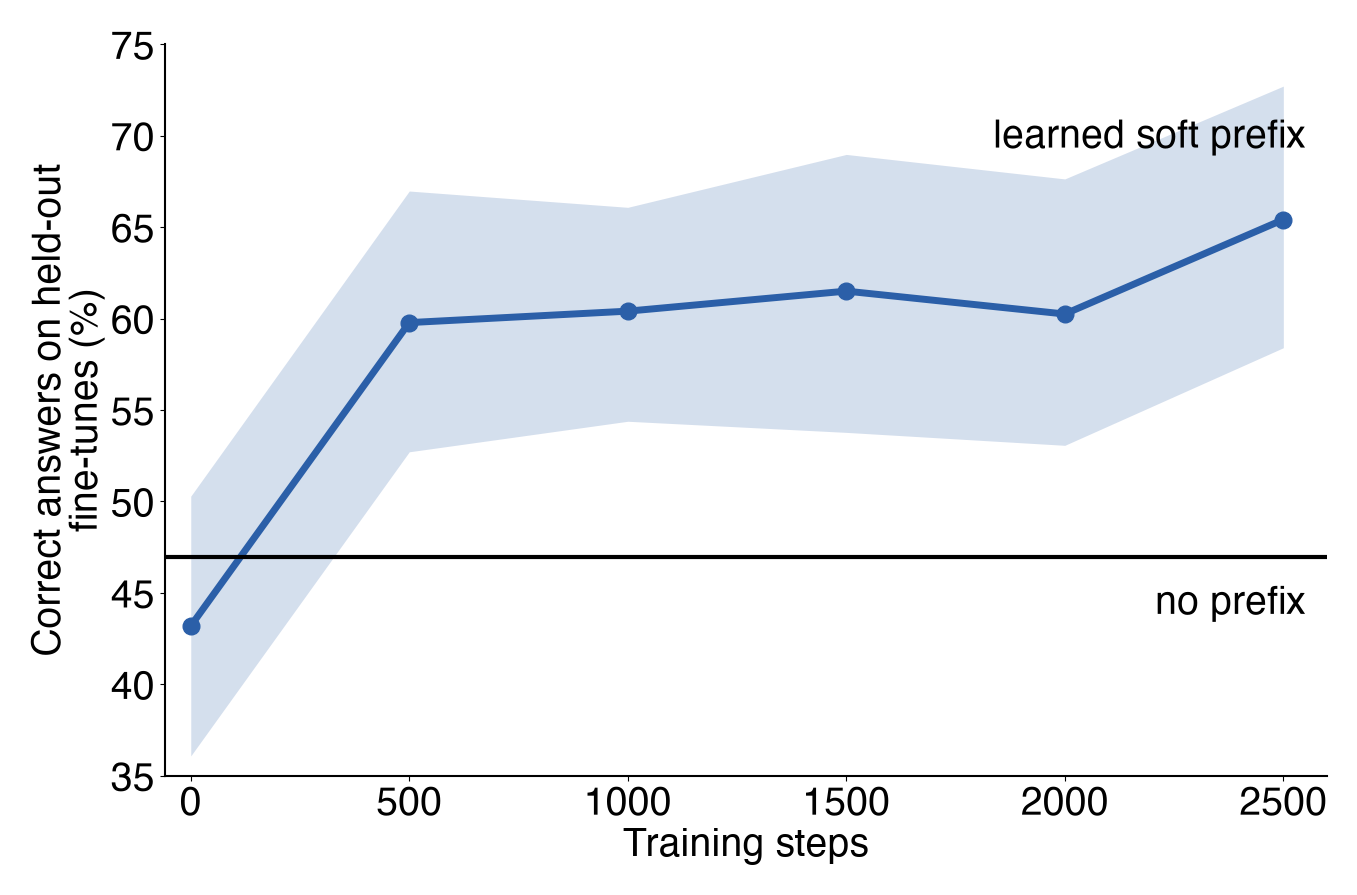 Correct answers on held-out
fine-tunes (%)
75
70
65
60
55
50
45
40
35
learned soft prefix
no prefix
0 500 1000 1500 2000 2500
Training steps